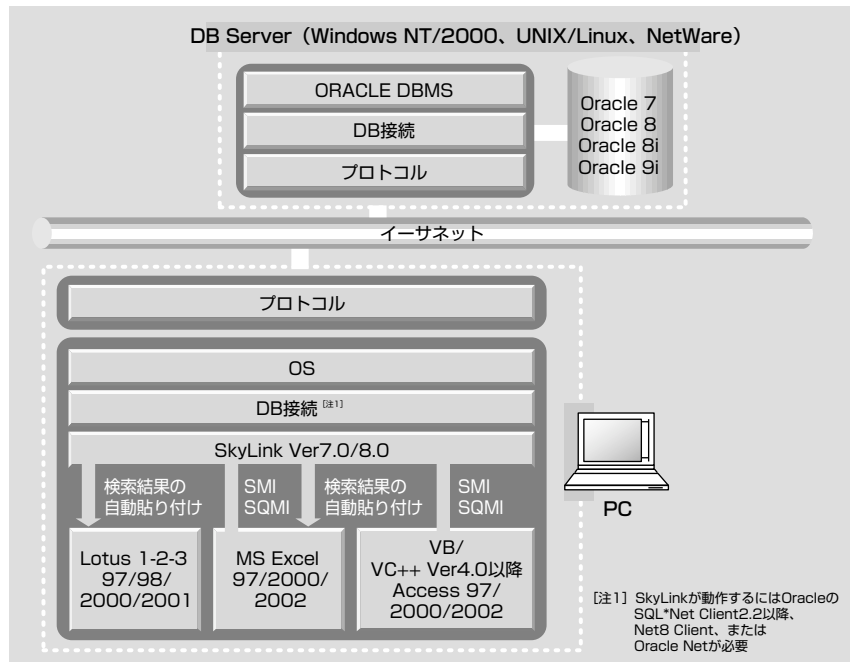 DB Server（Windows NT/2000、UNIX/Linux、NetWare）
ORACLE DBMS
DB接続
プロトコル
Oracle 7
Oracle 8
Oracle 8i
Oracle 9i
イーサネット
プロトコル
OS
DB接続 [注1]
SkyLink Ver7.0/8.0
検索結果の
自動貼り付け
SMI
SQMI
検索結果の
自動貼り付け
SMI
SQMI
Lotus 1-2-3
97/98/
2000/2001
MS Excel
97/2000/
2002
VB/
VC++ Ver4.0以降
Access 97/
2000/2002
PC
［注1］SkyLinkが動作するにはOracleの
SQL*Net Client2.2以降、
Net8 Client、または
Oracle Netが必要